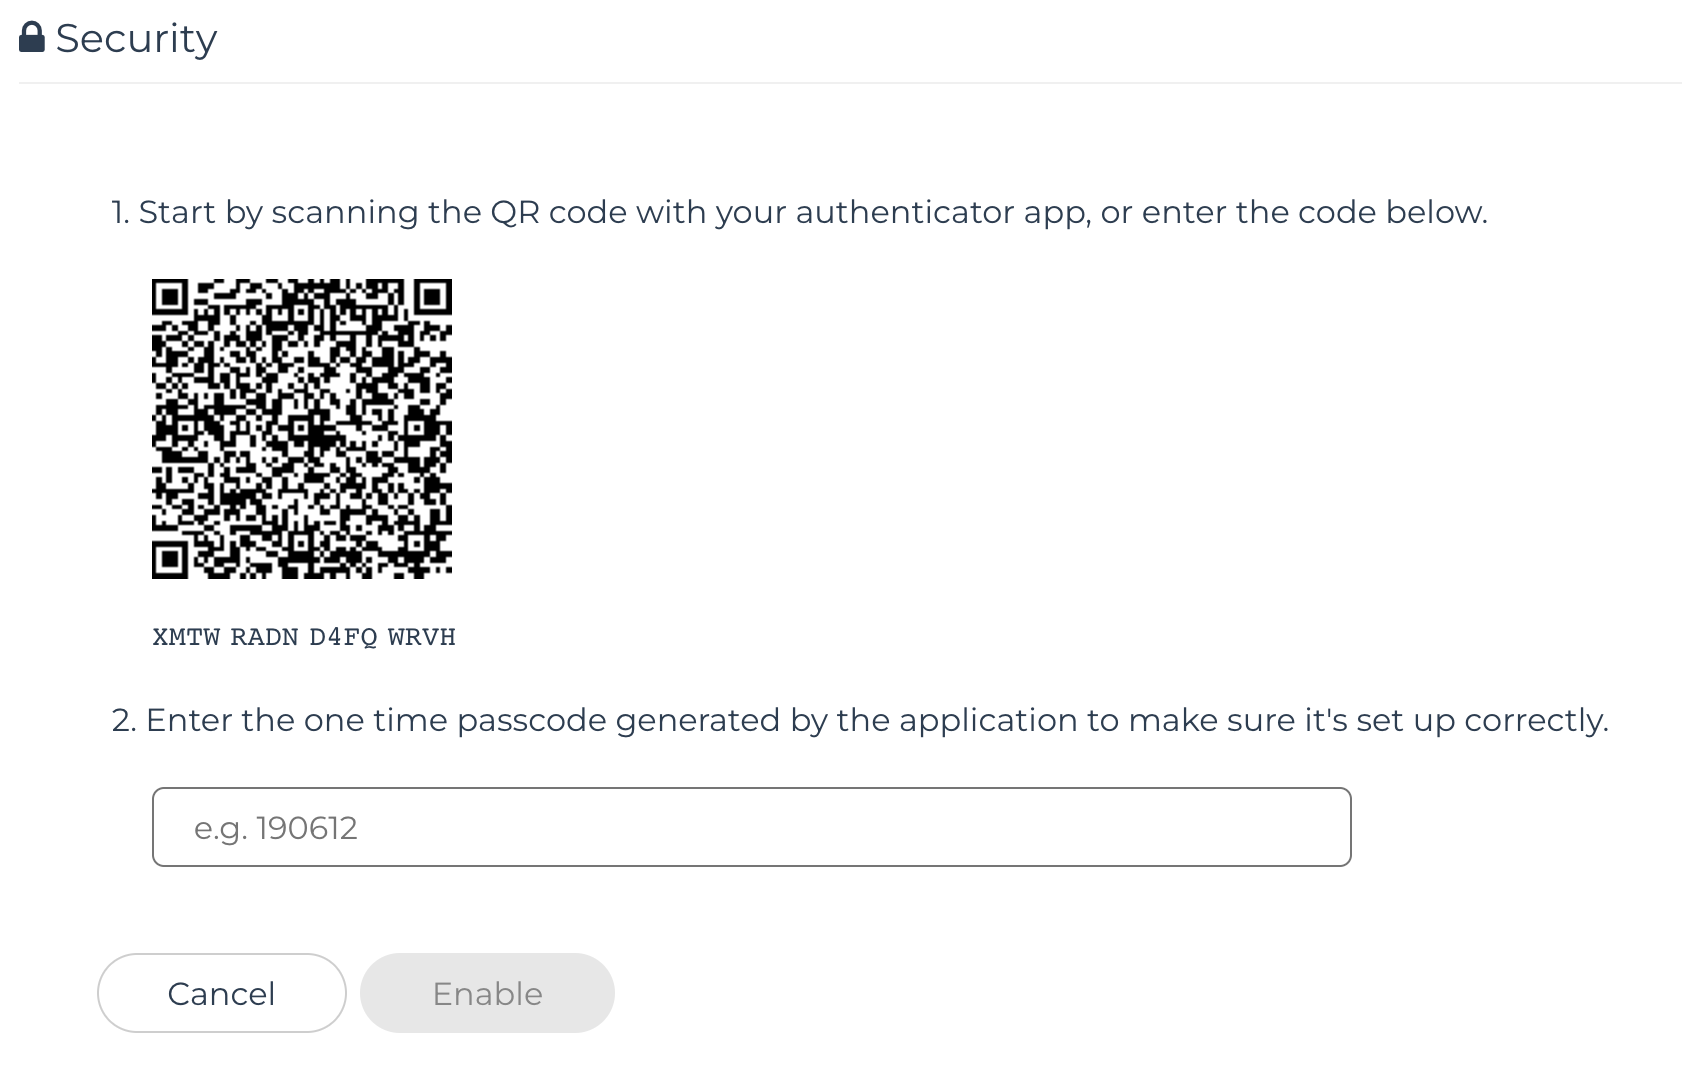 Security
1. Start by scanning the QR code with your authenticator app, or enter the code below.
XMTW RADN D4FQ WRVH
2. Enter the one time passcode generated by the application to make sure it's set up correctly.
e.g. 190612
Cancel
Enable